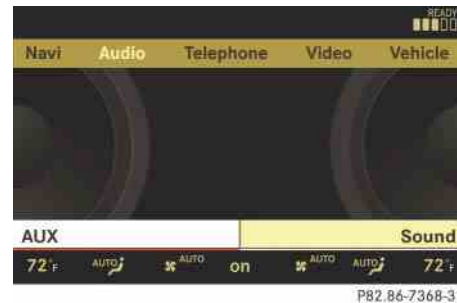 READY
Navi Audio Telephone Video Vehicle
AUX Sound
72°F AUTO AUTO on AUTO AUTO 72°F
P82.86-7368-3